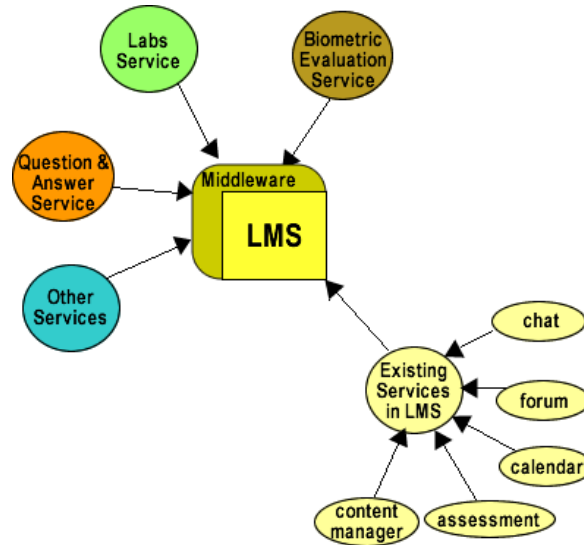 Labs
Service
Biometric
Evaluation
Service
Question &
Answer
Service
Middleware
LMS
Other
Services
chat
Existing
Services
in LMS
forum
calendar
content
manager
assessment